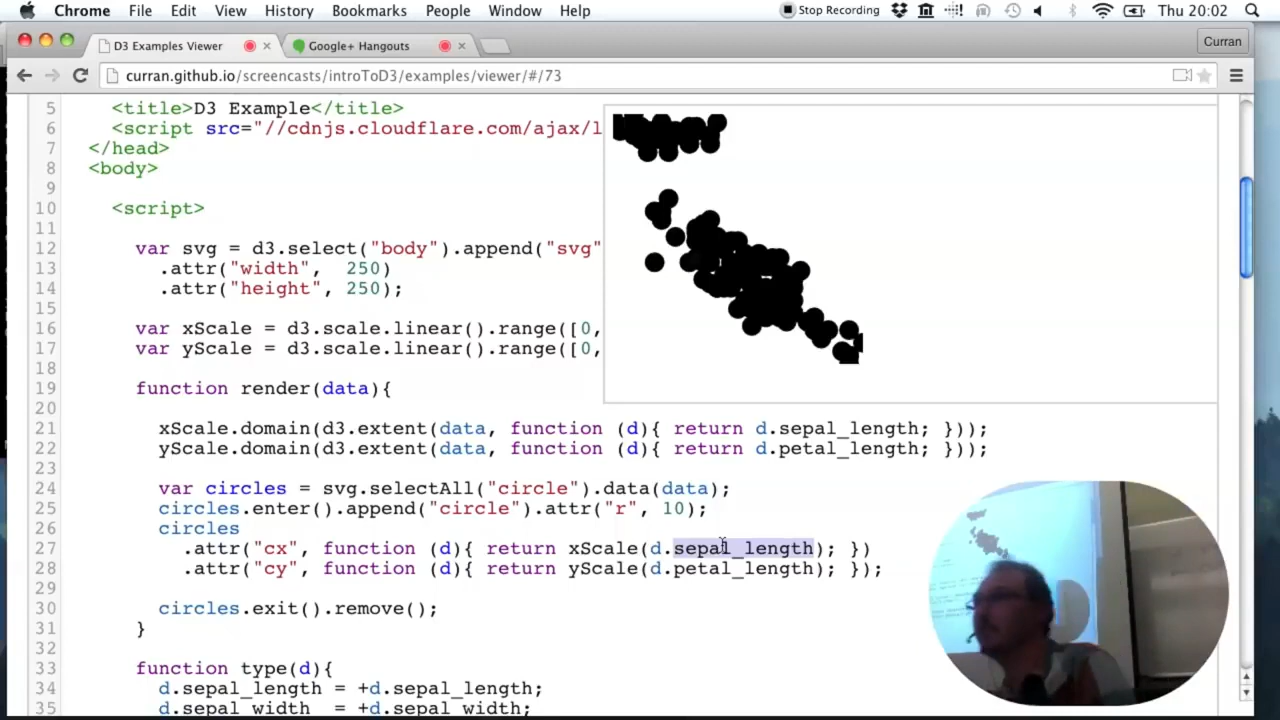 Chrome File Edit View History Bookmarks People Window Help Stop Recording Thu 20:02
D3 Examples Viewer Google+ Hangouts Curran
curran.github.io/screencasts/introToD3/examples/viewer/#/73
5 <title>D3 Example</title>
6 <script src="//cdnjs.cloudflare.com/ajax/l
7 </head>
8 <body>
9
10 <script>
11
12 var svg = d3.select("body").append("svg"
13 .attr("width",  250)
14 .attr("height", 250);
15
16 var xScale = d3.scale.linear().range([0,
17 var yScale = d3.scale.linear().range([0,
18
19 function render(data){
20
21 xScale.domain(d3.extent(data, function (d){ return d.sepal_length; }));
22 yScale.domain(d3.extent(data, function (d){ return d.petal_length; }));
23
24 var circles = svg.selectAll("circle").data(data);
25 circles.enter().append("circle").attr("r", 10);
26 circles
27 .attr("cx", function (d){ return xScale(d.sepal_length); })
28 .attr("cy", function (d){ return yScale(d.petal_length); });
29
30 circles.exit().remove();
31 }
32
33 function type(d){
34 d.sepal_length = +d.sepal_length;
35 d.sepal_width  = +d.sepal_width;